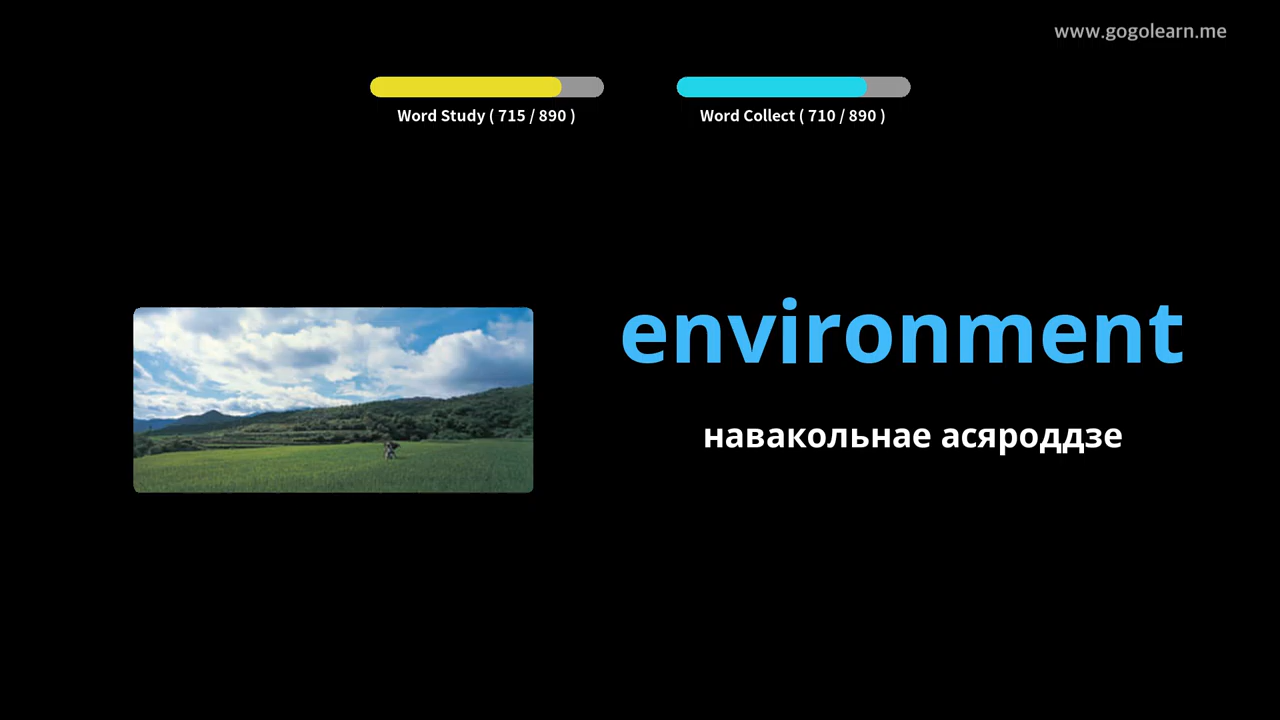 www.gogolearn.me
Word Study ( 715 / 890 )
Word Collect ( 710 / 890 )
environment
навакольнае асяроддзе